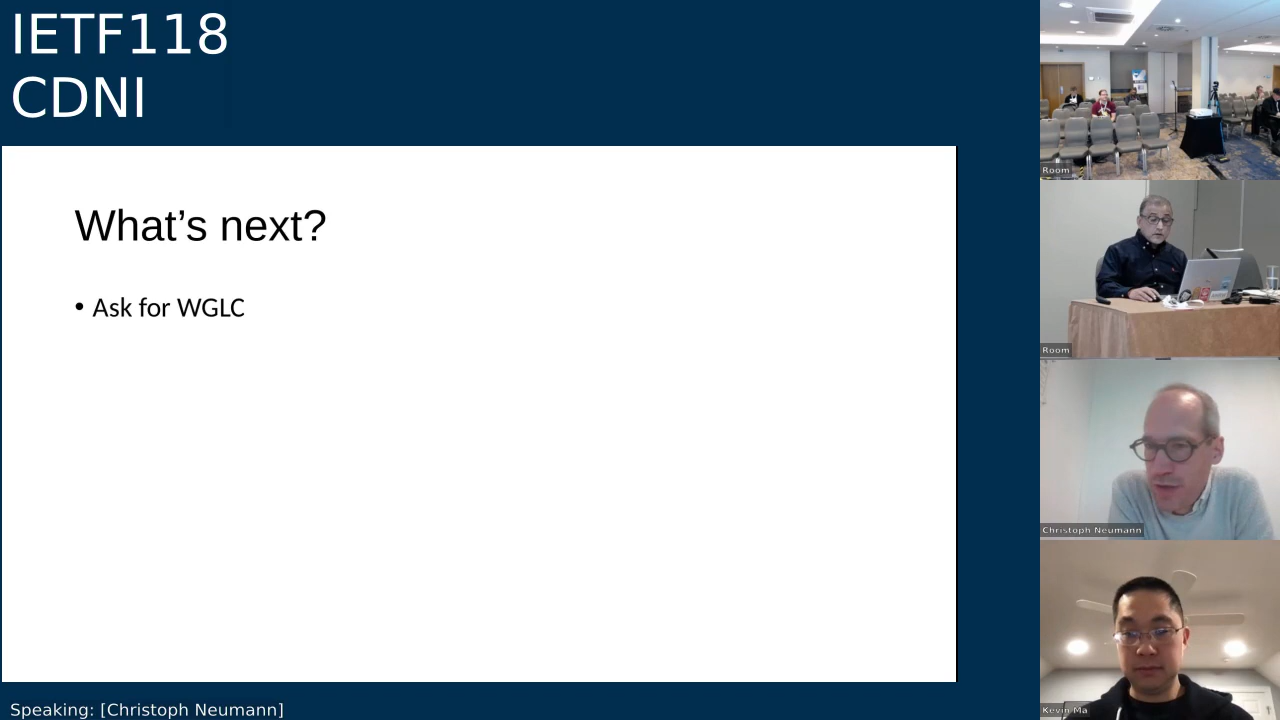 IETF118
CDNI
What’s next?
• Ask for WGLC
Room
Room
Christoph Neumann
Kevin Ma
Speaking: [Christoph Neumann]